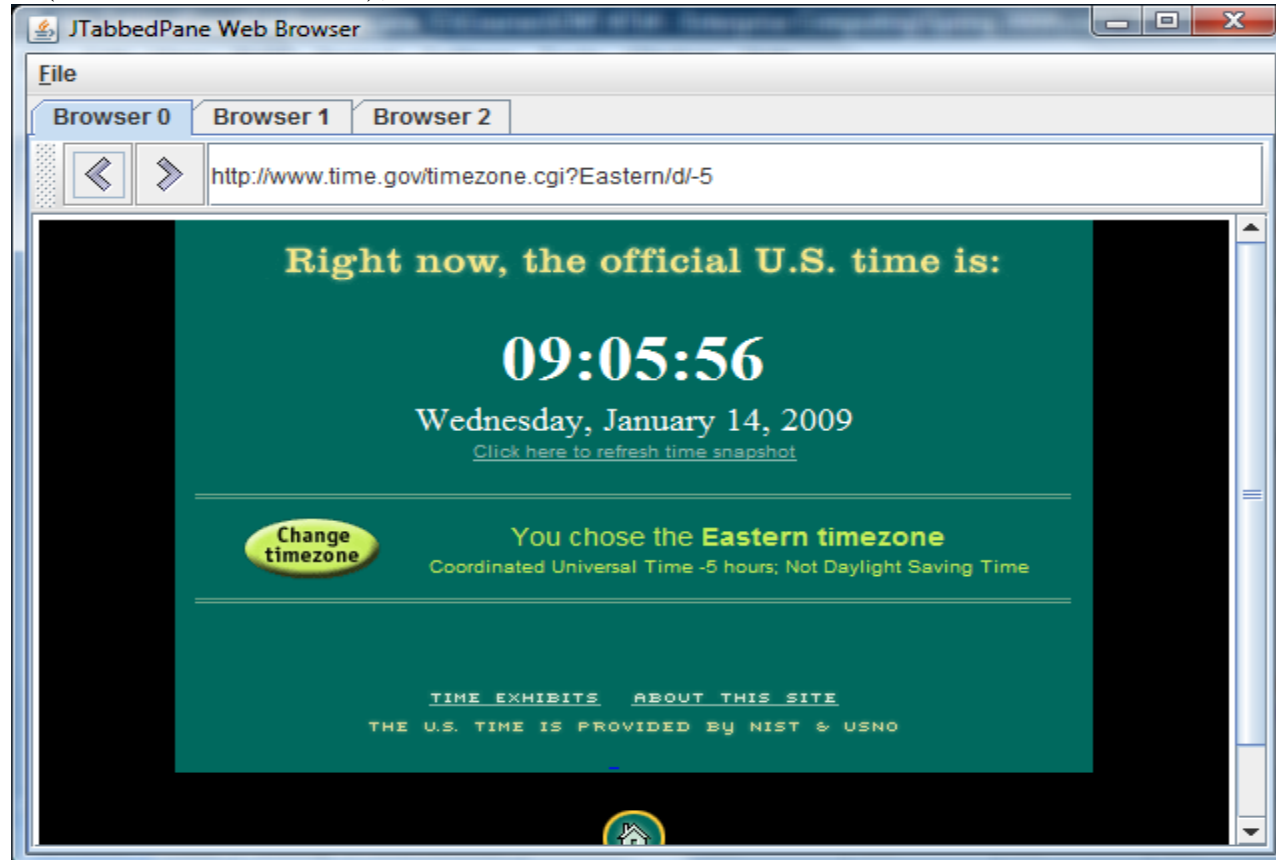 JTabbedPane Web Browser
File
Browser 0 Browser 1 Browser 2
http://www.time.gov/timezone.cgi?Eastern/d/-5
Right now, the official U.S. time is:
09:05:56
Wednesday, January 14, 2009
Click here to refresh time snapshot
Change
timezone
You chose the Eastern timezone
Coordinated Universal Time -5 hours; Not Daylight Saving Time
TIME EXHIBITS ABOUT THIS SITE
THE U.S. TIME IS PROVIDED BY NIST & USNO